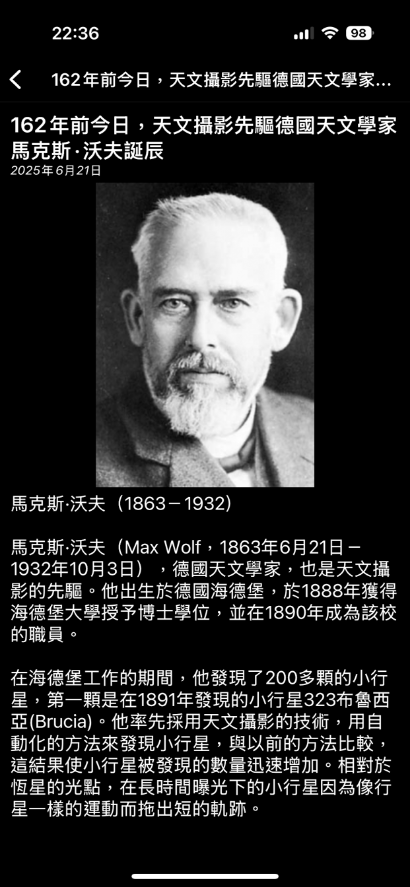 22:36
98
162年前今日，天文攝影先驅德國天文學家...
162年前今日，天文攝影先驅德國天文學家
馬克斯·沃夫誕辰
2025年6月21日
馬克斯·沃夫（1863－1932）
馬克斯·沃夫（Max Wolf，1863年6月21日－
1932年10月3日），德國天文學家，也是天文攝
影的先驅。他出生於德國海德堡，於1888年獲得
海德堡大學授予博士學位，並在1890年成為該校
的職員。
在海德堡工作的期間，他發現了200多顆的小行
星，第一顆是在1891年發現的小行星323布魯西
亞(Brucia)。他率先採用天文攝影的技術，用自
動化的方法來發現小行星，與以前的方法比較，
這結果使小行星被發現的數量迅速增加。相對於
恆星的光點，在長時間曝光下的小行星因為像行
星一樣的運動而拖出短的軌跡。